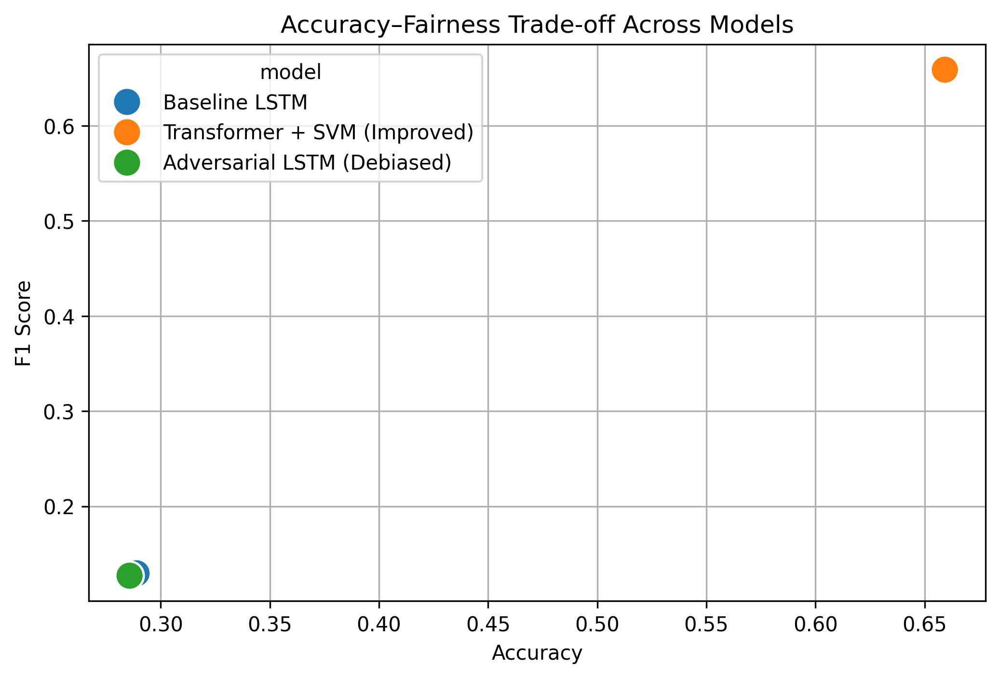 Accuracy–Fairness Trade-off Across Models
model
Baseline LSTM
Transformer + SVM (Improved)
Adversarial LSTM (Debiased)
F1 Score
0.6
0.5
0.4
0.3
0.2
0.30 0.35 0.40 0.45 0.50 0.55 0.60 0.65
Accuracy